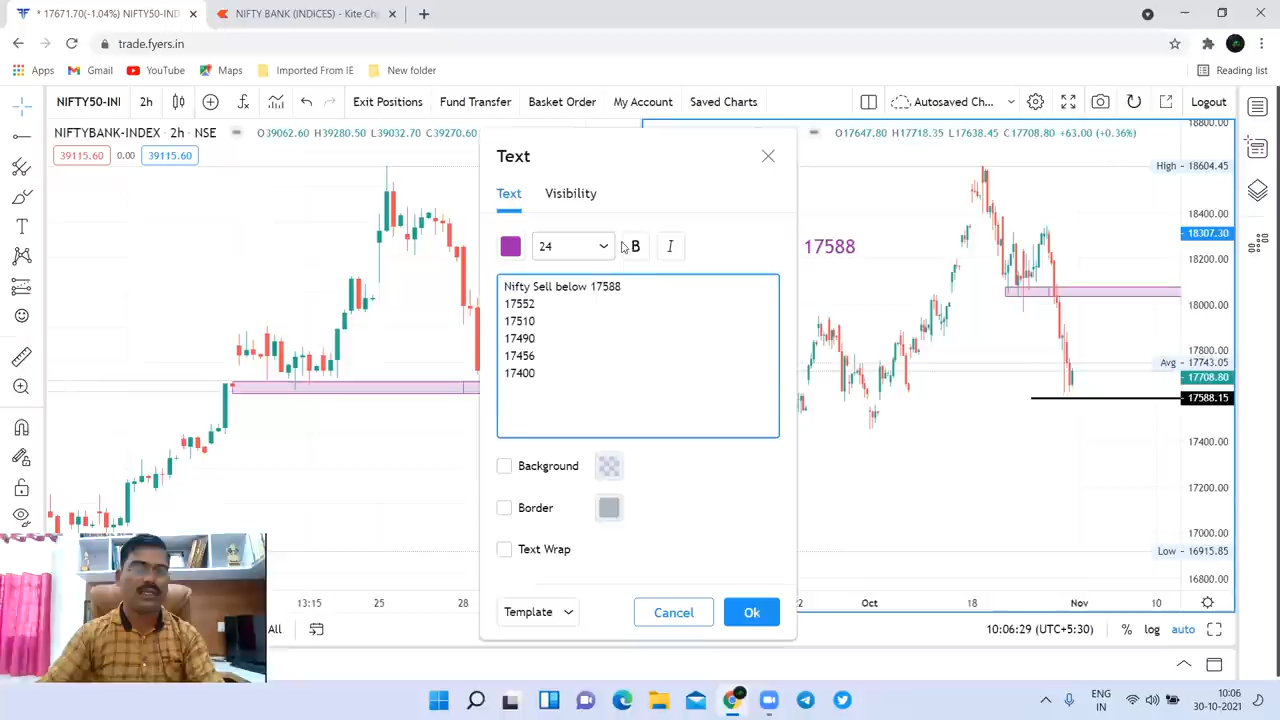 * 17671.70(-1.04%) NIFTY50-IND
NIFTY BANK (INDICES) - Kite Ch
trade.fyers.in
Apps
Gmail
YouTube
Maps
Imported From IE
New folder
Reading list
NIFTY50-INI
2h
Exit Positions
Fund Transfer
Basket Order
My Account
Saved Charts
Autosaved Ch...
Logout
NIFTYBANK-INDEX · 2h · NSE
O39062.60 H39280.50 L39032.70 C39270.60
39115.60
0.00
39115.60
O17647.80 H17718.35 L17638.45 C17708.80 +63.00 (+0.36%)
Text
Text
Visibility
24
B
I
Nifty Sell below 17588
17552
17510
17490
17456
17400
Background
Border
Text Wrap
Template
Cancel
Ok
17588
18800.00
High
18604.45
18400.00
18307.30
18200.00
18000.00
17800.00
Avg
17743.05
17708.80
17588.15
17400.00
17200.00
17000.00
Low
16915.85
16800.00
13:15
25
28
Oct
18
Nov
10
All
10:06:29 (UTC+5:30)
%
log
auto
ENG
IN
10:06
30-10-2021